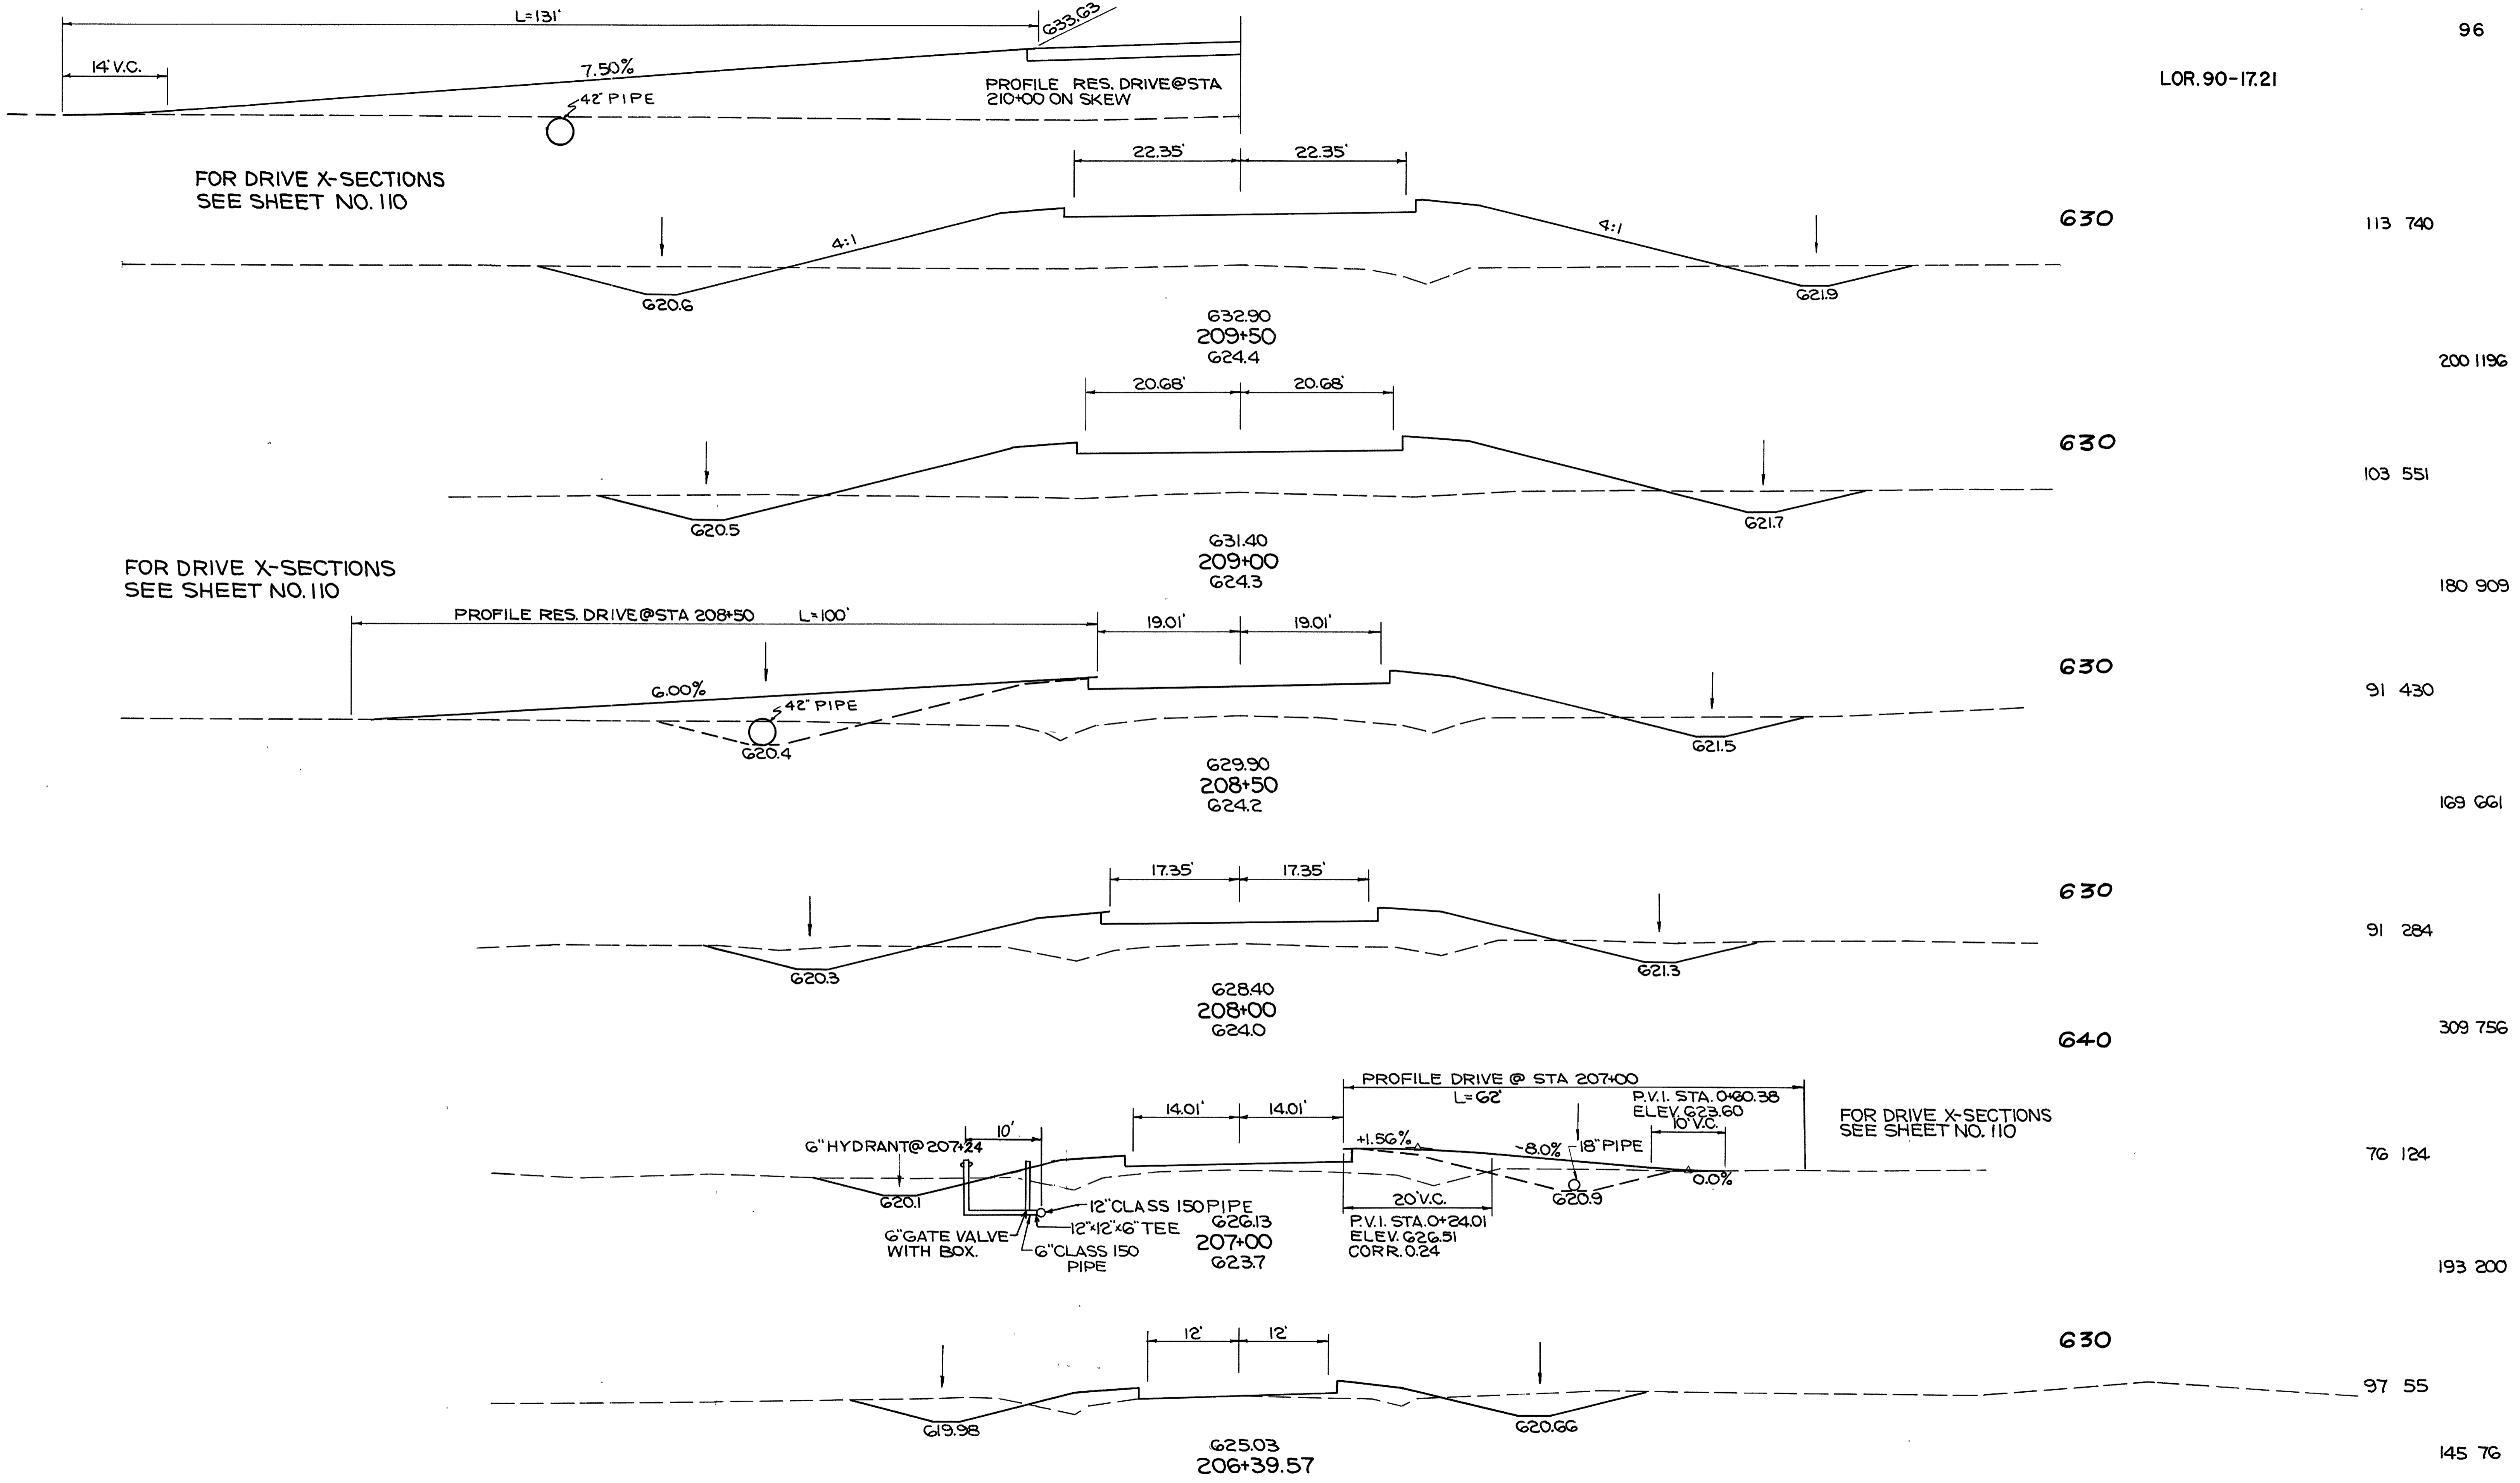 L=131'
633.63
96
14' V.C.
7.50%
LOR. 90-17.21
PROFILE RES. DRIVE@STA
210+00 ON SKEW
42" PIPE
22.35' 22.35'
FOR DRIVE X-SECTIONS
SEE SHEET NO. 110
630
113 740
4:1
4:1
620.6
621.9
632.90
209+50
624.4
200 1196
20.68' 20.68'
630
103 551
620.5
621.7
631.40
209+00
624.3
FOR DRIVE X-SECTIONS
SEE SHEET NO. 110
180 909
PROFILE RES. DRIVE@STA 208+50 L=100'
19.01' 19.01'
630
6.00%
91 430
42" PIPE
620.4
621.5
629.90
208+50
624.2
169 661
17.35' 17.35'
630
91 284
620.3
621.3
628.40
208+00
624.0
309 756
640
PROFILE DRIVE @ STA 207+00
L=62'
P.V.I. STA. 0+60.38
ELEV. 623.60
10' V.C.
14.01' 14.01'
FOR DRIVE X-SECTIONS
SEE SHEET NO. 110
10'
6" HYDRANT@207+24
+1.56%
-8.0%
18" PIPE
76 124
0.0%
620.1
620.9
20' V.C.
12" CLASS 150 PIPE
12"x12"x6" TEE
6" GATE VALVE
WITH BOX.
6" CLASS 150
PIPE
626.13
207+00
623.7
P.V.I. STA. 0+24.01
ELEV. 626.51
CORR. 0.24
193 200
12' 12'
630
97 55
619.98
620.66
625.03
206+39.57
145 76